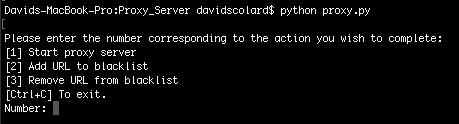 Davids-MacBook-Pro:Proxy_Server davidscolard$ python proxy.py
[
Please enter the number corresponding to the action you wish to complete:
[1] Start proxy server
[2] Add URL to blacklist
[3] Remove URL from blacklist
[Ctrl+C] To exit.
Number: